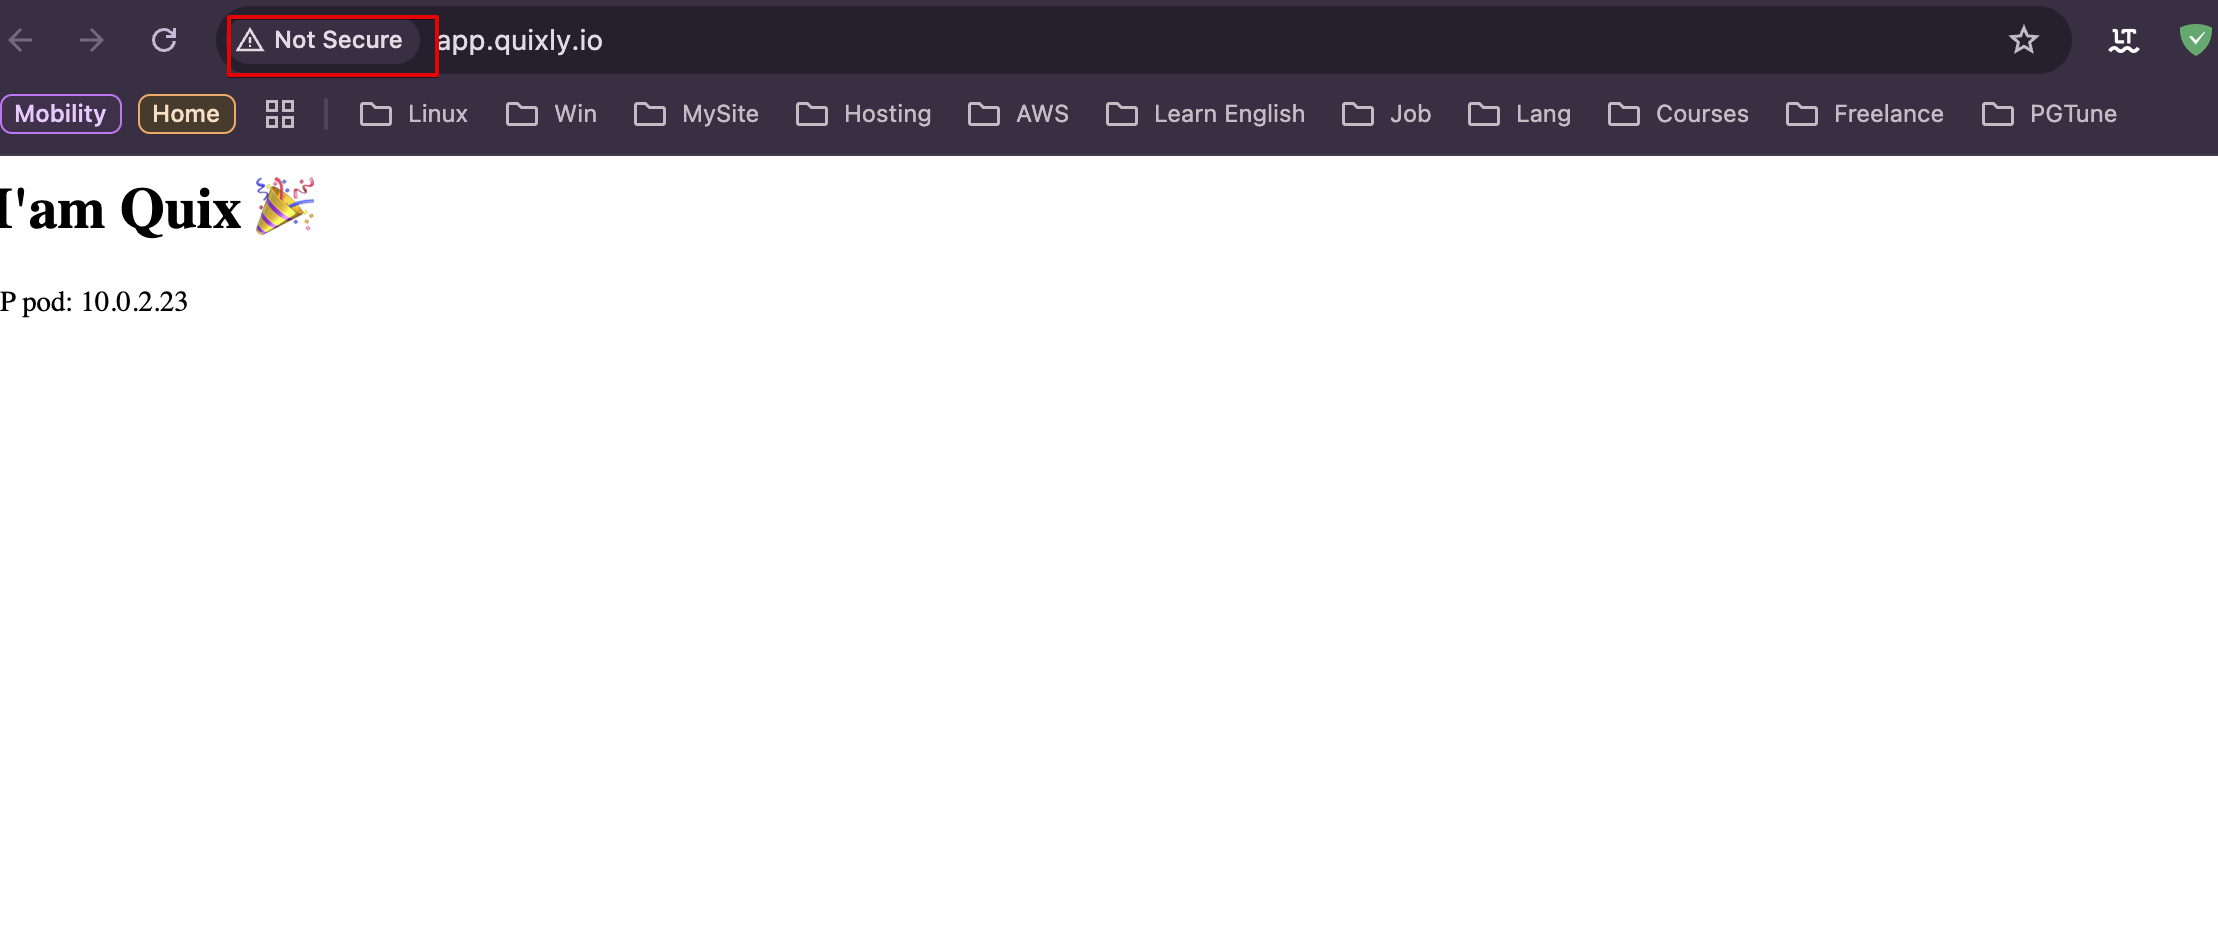 Not Secure app.quixly.io
Mobility Home Linux Win MySite Hosting AWS Learn English Job Lang Courses Freelance PGTune
I'am Quix 🎉
P pod: 10.0.2.23
LT